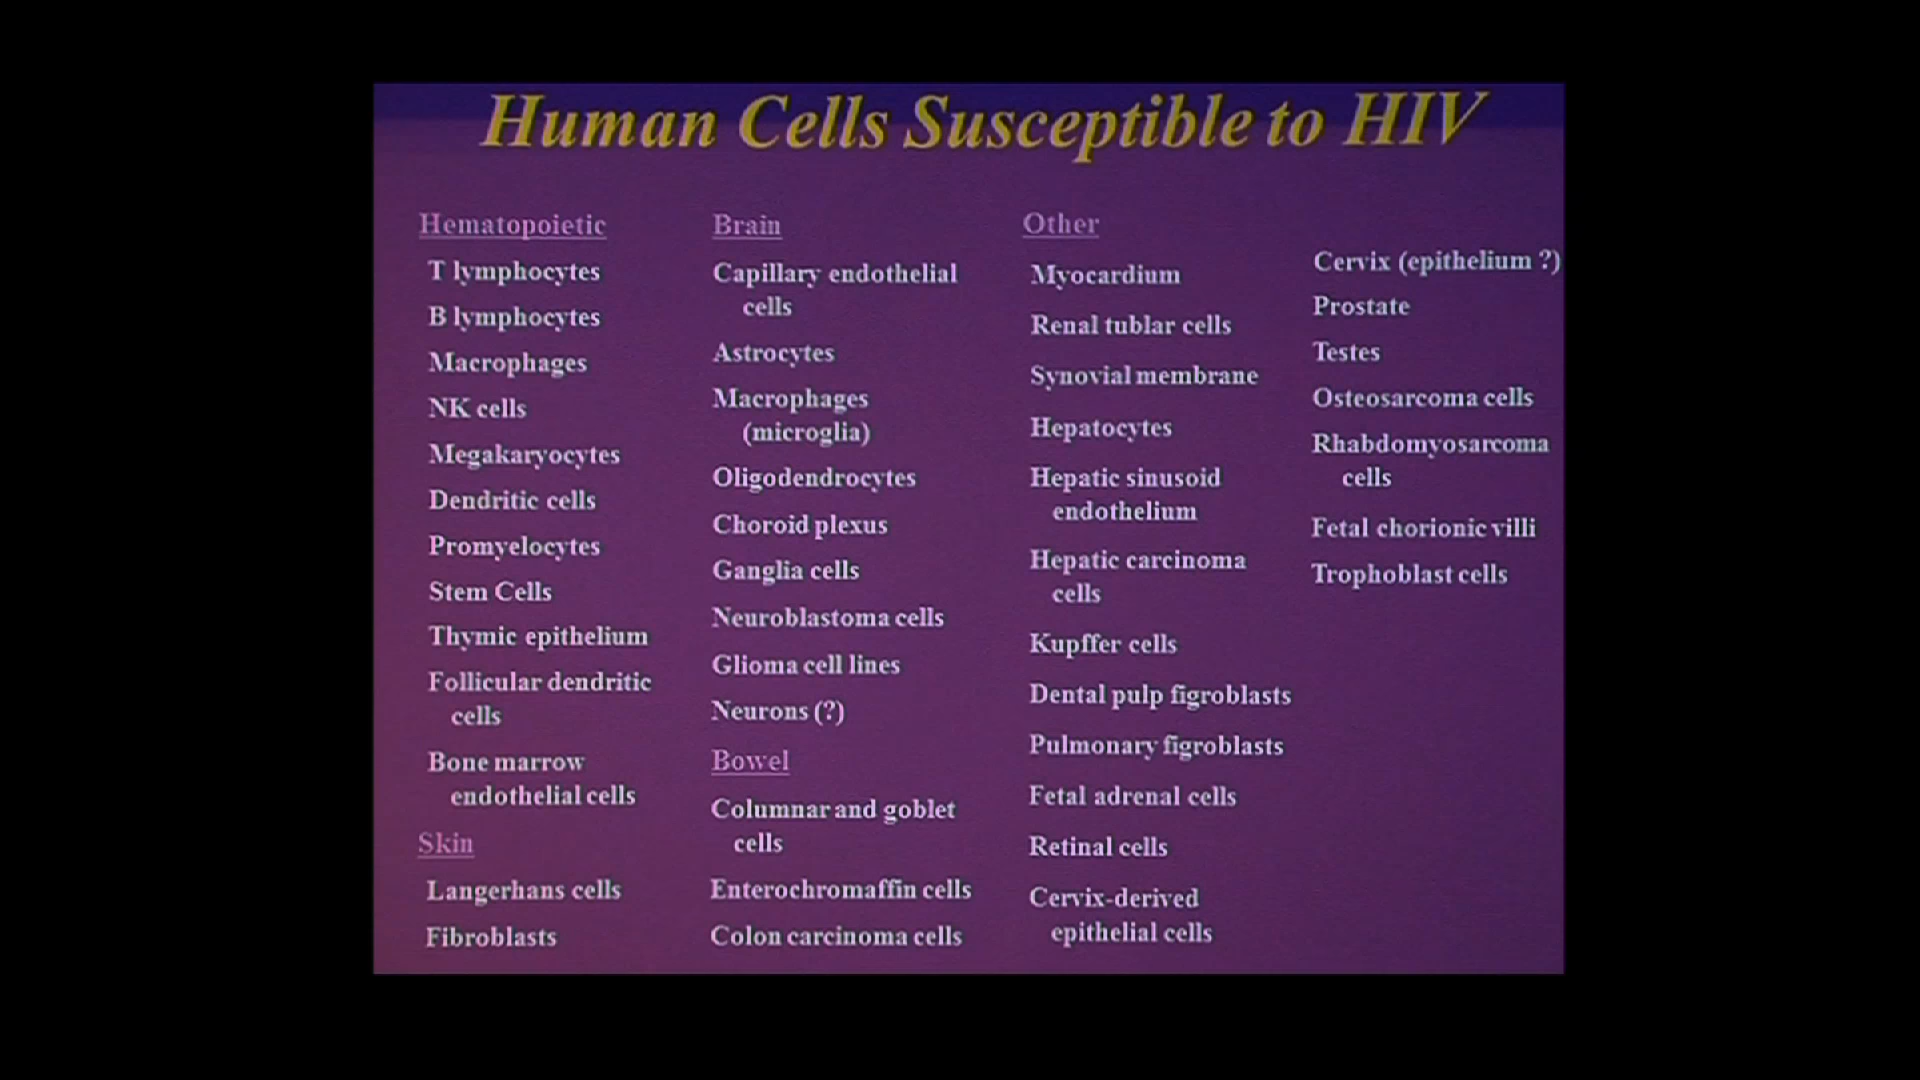 Human Cells Susceptible to HIV
Hematopoietic
T lymphocytes
B lymphocytes
Macrophages
NK cells
Megakaryocytes
Dendritic cells
Promyelocytes
Stem Cells
Thymic epithelium
Follicular dendritic
cells
Bone marrow
endothelial cells
Skin
Langerhans cells
Fibroblasts
Brain
Capillary endothelial
cells
Astrocytes
Macrophages
(microglia)
Oligodendrocytes
Choroid plexus
Ganglia cells
Neuroblastoma cells
Glioma cell lines
Neurons (?)
Bowel
Columnar and goblet
cells
Enterochromaffin cells
Colon carcinoma cells
Other
Myocardium
Renal tublar cells
Synovial membrane
Hepatocytes
Hepatic sinusoid
endothelium
Hepatic carcinoma
cells
Kupffer cells
Dental pulp figroblasts
Pulmonary figroblasts
Fetal adrenal cells
Retinal cells
Cervix-derived
epithelial cells
Cervix (epithelium ?)
Prostate
Testes
Osteosarcoma cells
Rhabdomyosarcoma
cells
Fetal chorionic villi
Trophoblast cells